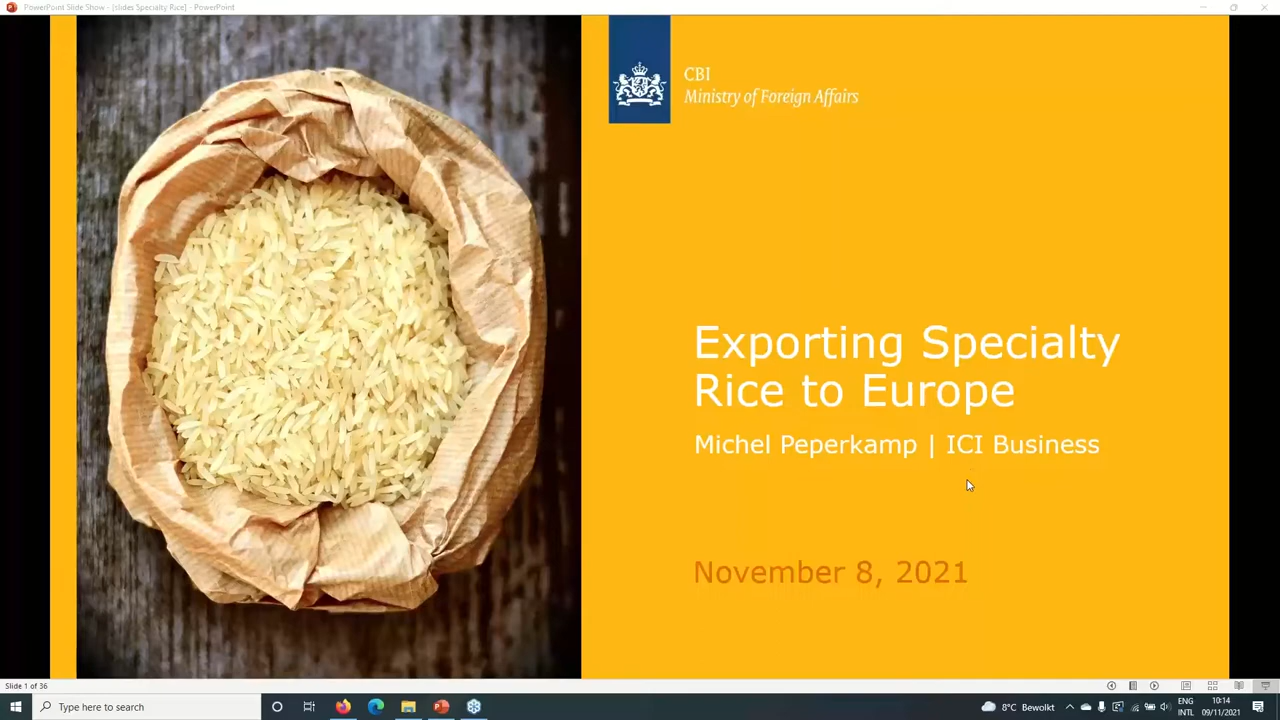 PowerPoint Slide Show - [slides Specialty Rice] - PowerPoint
CBI
Ministry of Foreign Affairs
Exporting Specialty
Rice to Europe
Michel Peperkamp | ICI Business
November 8, 2021
Slide 1 of 36
Type here to search
8°C Bewolkt
ENG
INTL
10:14
09/11/2021